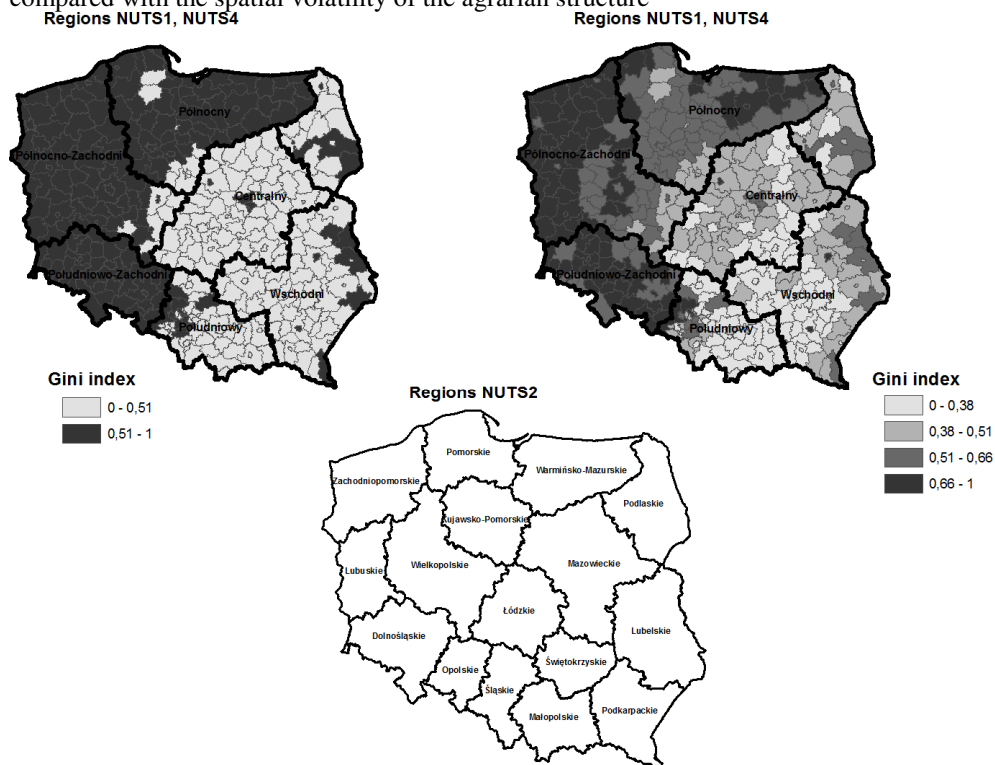 compared with the spatial volatility of the agrarian structure
Regions NUTS1, NUTS4
Regions NUTS1, NUTS4
Północny
Północno-Zachodni
Centralny
Południowo-Zachodni
Wschodni
Południowy
Północny
Północno-Zachodni
Centralny
Południowo-Zachodni
Wschodni
Południowy
Gini index
0 - 0,51
0,51 - 1
Gini index
0 - 0,38
0,38 - 0,51
0,51 - 0,66
0,66 - 1
Regions NUTS2
Pomorskie
Warmińsko-Mazurskie
Zachodniopomorskie
Podlaskie
Kujawsko-Pomorskie
Mazowieckie
Wielkopolskie
Lubuskie
Łódzkie
Lubelskie
Dolnośląskie
Świętokrzyskie
Opolskie
Śląskie
Podkarpackie
Małopolskie